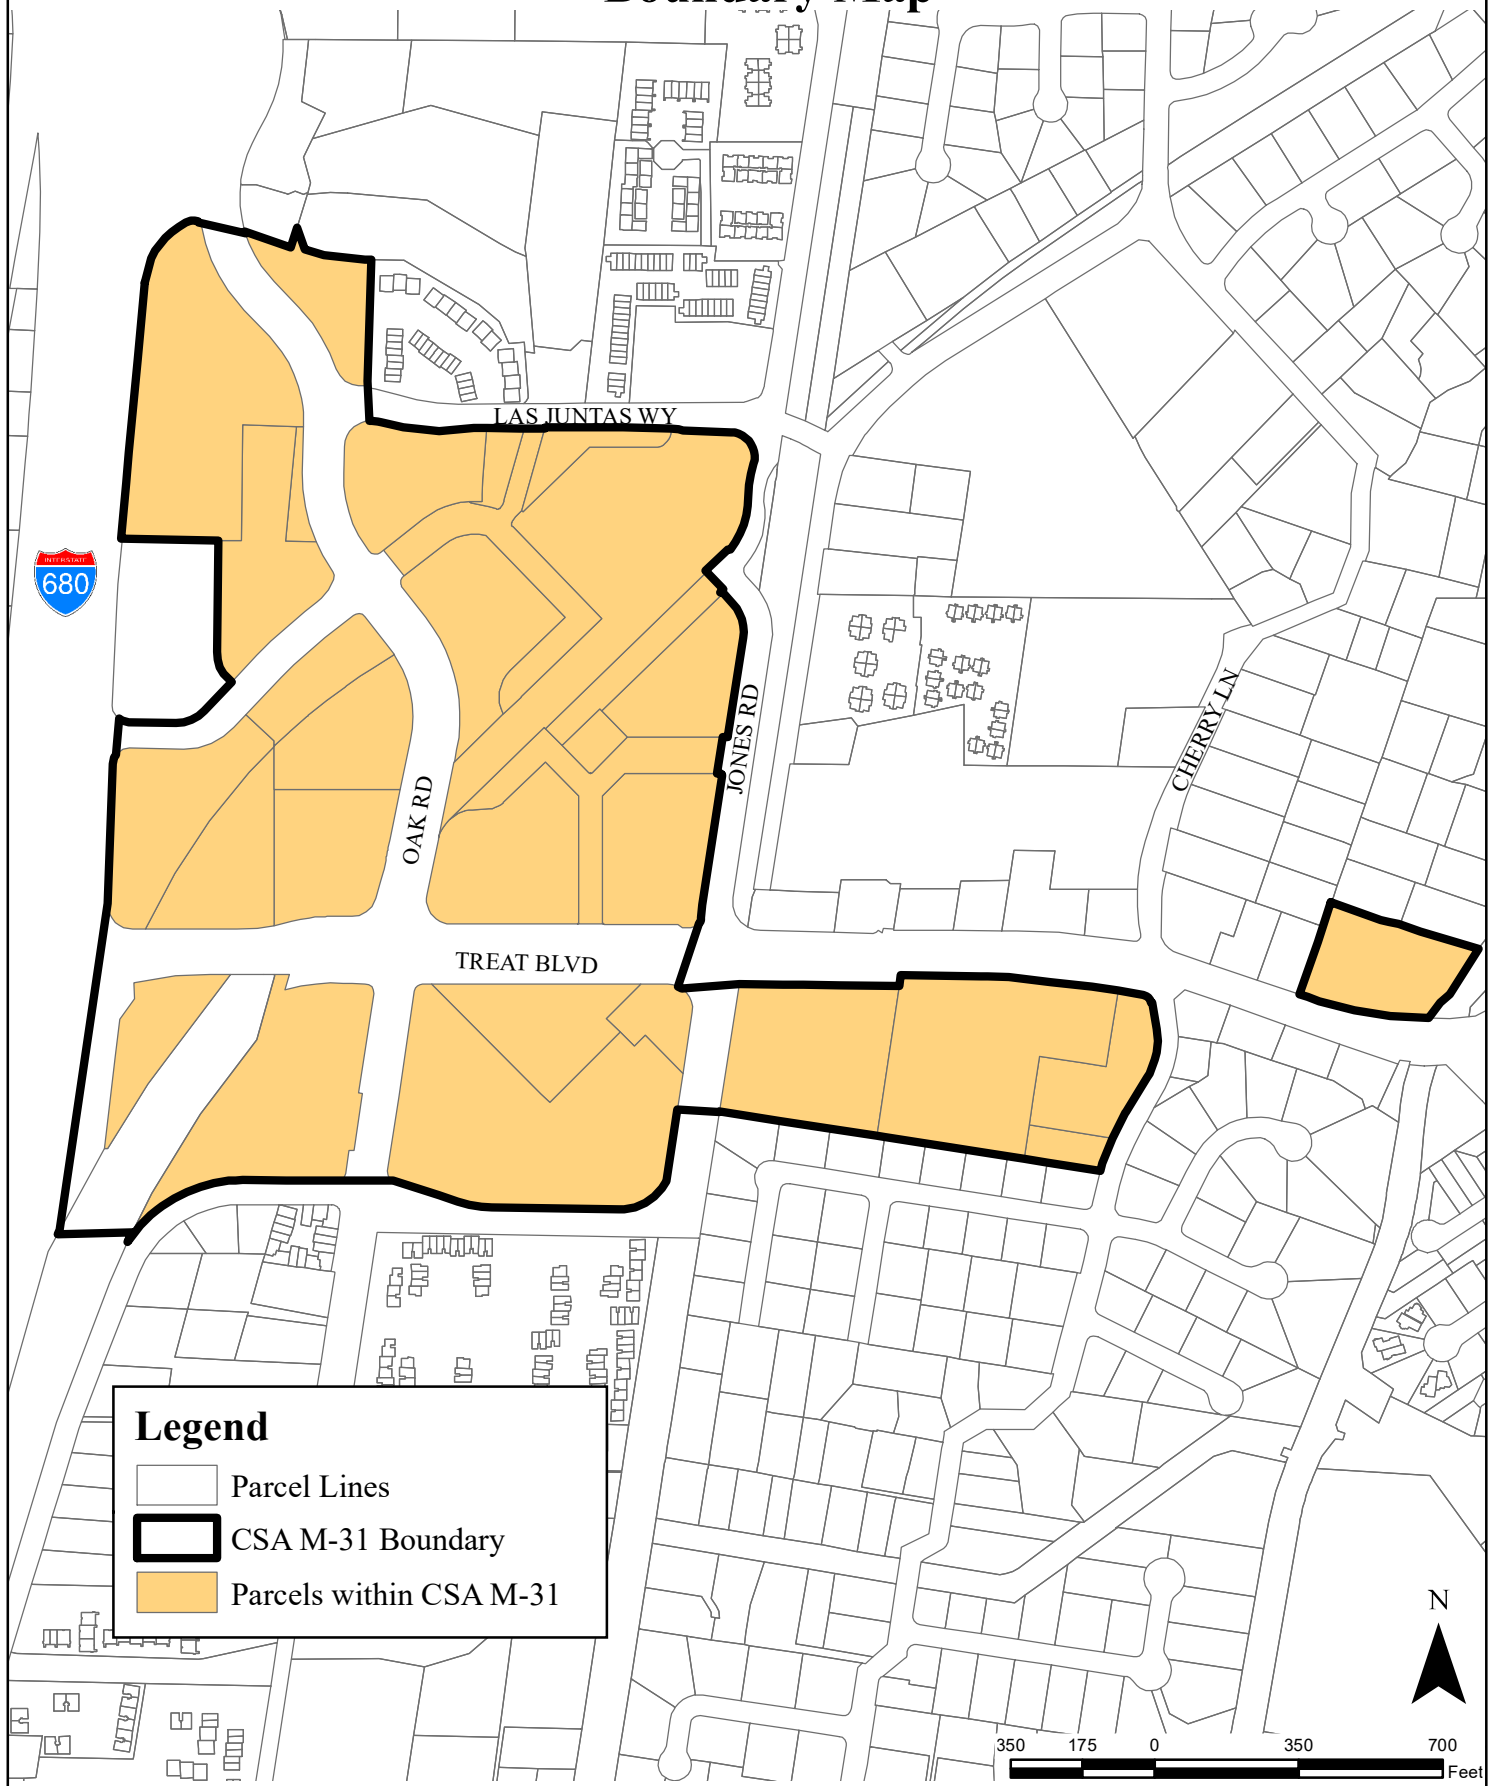 Boundary Map
LAS JUNTAS WY
INTERSTATE
680
JONES RD
CHERRY LN
OAK RD
TREAT BLVD
Legend
Parcel Lines
CSA M-31 Boundary
Parcels within CSA M-31
N
350 175 0 350 700
Feet